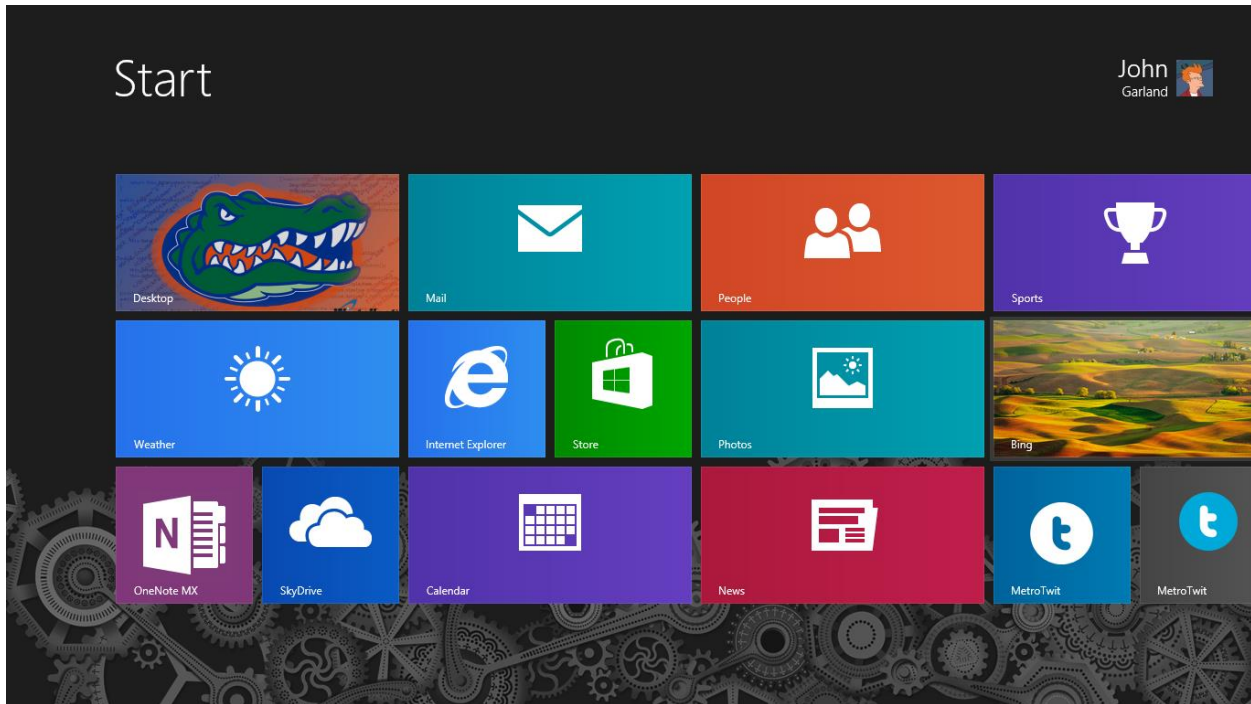 Start
John
Garland
Desktop
Mail
People
Sports
Weather
Internet Explorer
Store
Photos
Bing
N
OneNote MX
SkyDrive
Calendar
News
MetroTwit
MetroTwit